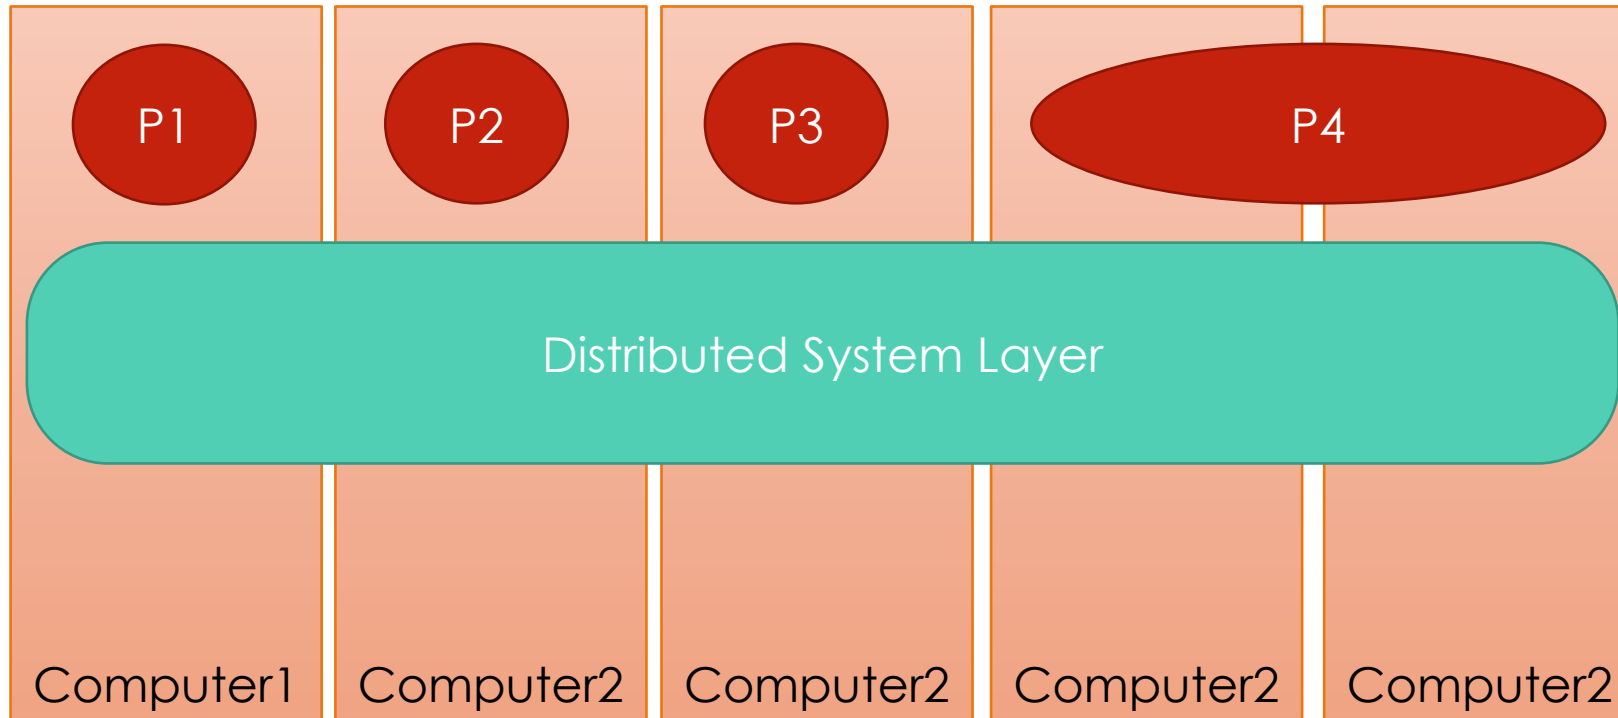 P1
P2
P3
P4
Distributed System Layer
Computer1
Computer2
Computer2
Computer2
Computer2